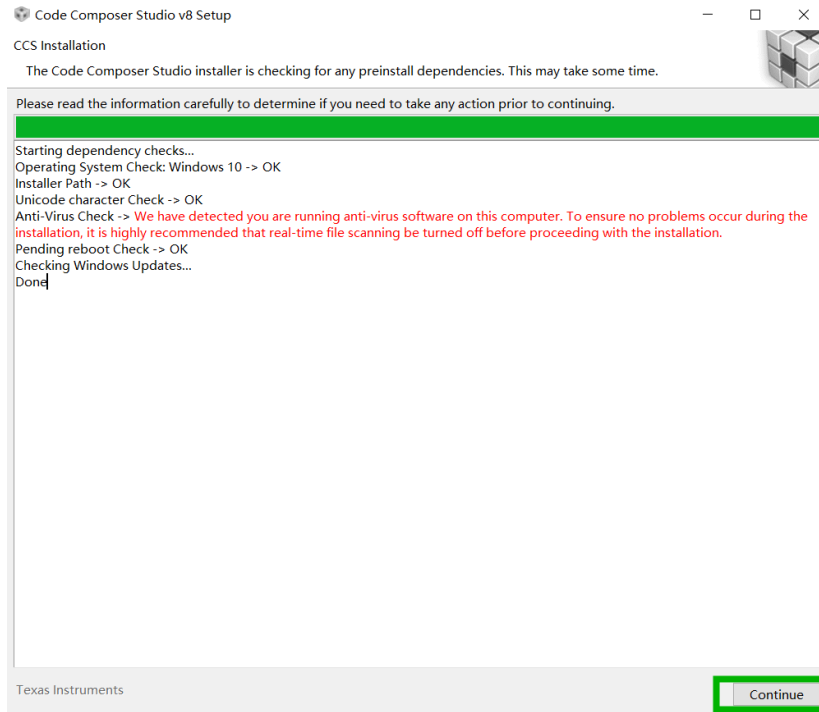 Code Composer Studio v8 Setup
CCS Installation
The Code Composer Studio installer is checking for any preinstall dependencies. This may take some time.
Please read the information carefully to determine if you need to take any action prior to continuing.
Starting dependency checks...
Operating System Check: Windows 10 -> OK
Installer Path -> OK
Unicode character Check -> OK
Anti-Virus Check -> We have detected you are running anti-virus software on this computer. To ensure no problems occur during the
installation, it is highly recommended that real-time file scanning be turned off before proceeding with the installation.
Pending reboot Check -> OK
Checking Windows Updates...
Done
Texas Instruments
Continue